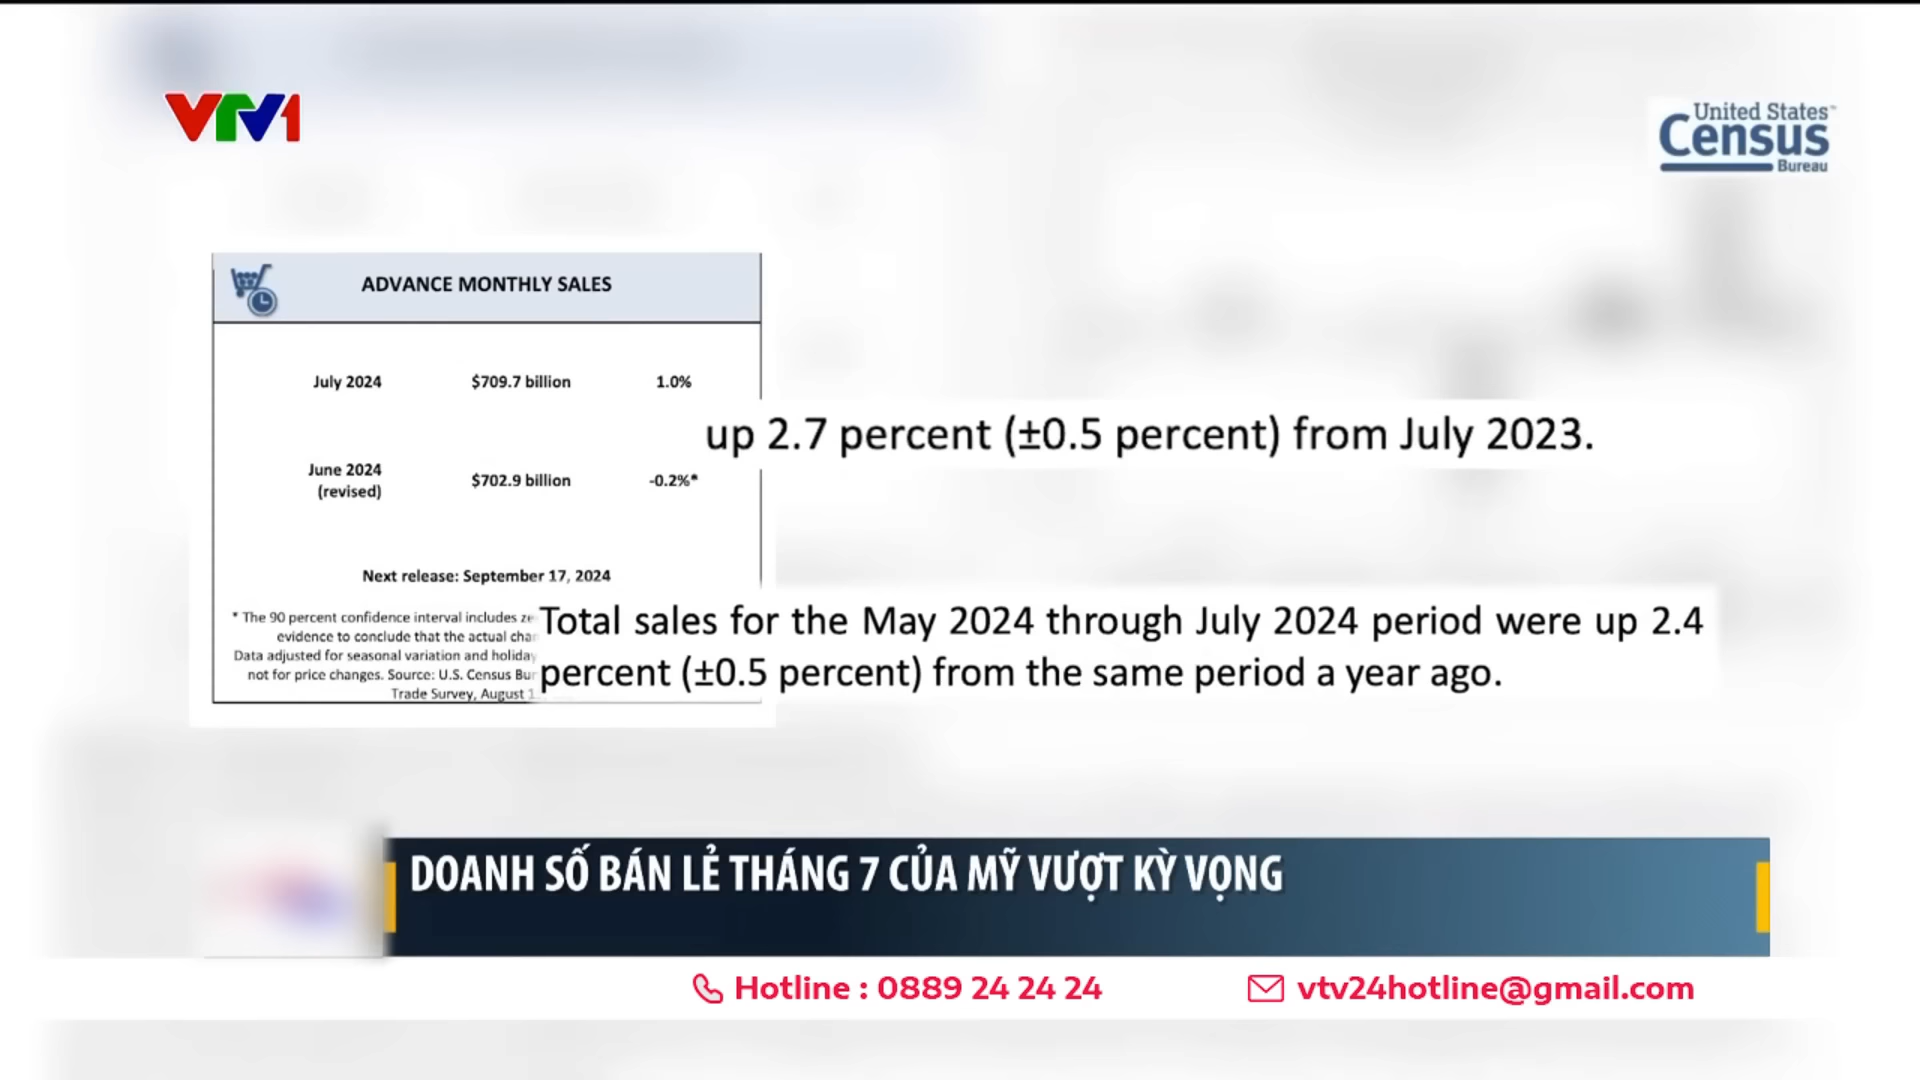 VTV1
United States™
Census
Bureau
ADVANCE MONTHLY SALES
July 2024 $709.7 billion 1.0%
up 2.7 percent (±0.5 percent) from July 2023.
June 2024
(revised) $702.9 billion -0.2%*
Next release: September 17, 2024
* The 90 percent confidence interval includes
evidence to conclude that the actual
Data adjusted for seasonal variation and holiday
not for price changes. Source: U.S. Census
Trade Survey, August
Total sales for the May 2024 through July 2024 period were up 2.4
percent (±0.5 percent) from the same period a year ago.
DOANH SỐ BÁN LẺ THÁNG 7 CỦA MỸ VƯỢT KỲ VỌNG
Hotline : 0889 24 24 24
vtv24hotline@gmail.com